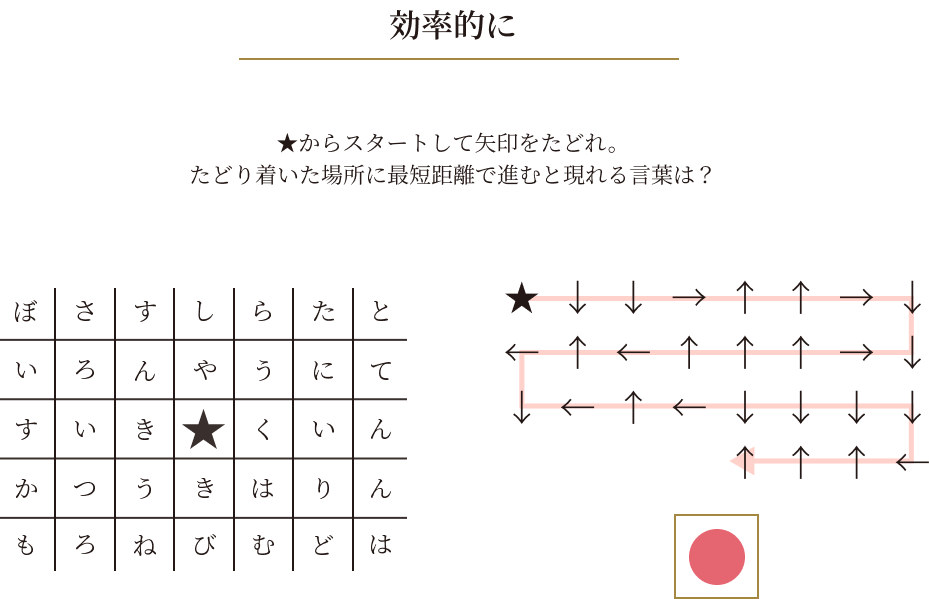 効率的に
★からスタートして矢印をたどれ。
たどり着いた場所に最短距離で進むと現れる言葉は？
ぼ さ す し ら た と
い ろ ん や う に て
す い き ★ く い ん
か つ う き は り ん
も ろ ね び む ど は
★ ↓ ↓ → ↑ ↑ → ↓
← ↑ ← ↑ ↑ ↑ → ↓
↓ ← ↑ ← ↓ ↓ ↓ ↓
↑ ↑ ↑ ←